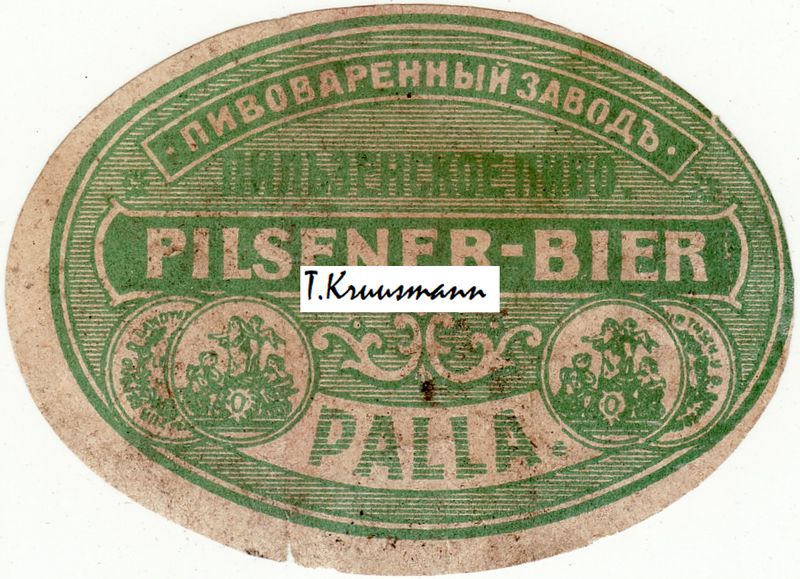 · ПИВОВАРЕННЫЙ ЗАВОДЪ ·
ПИЛЬЗЕНСКОЕ ПИВО.
PILSENER-BIER
T.Kruusmann
PALLA.